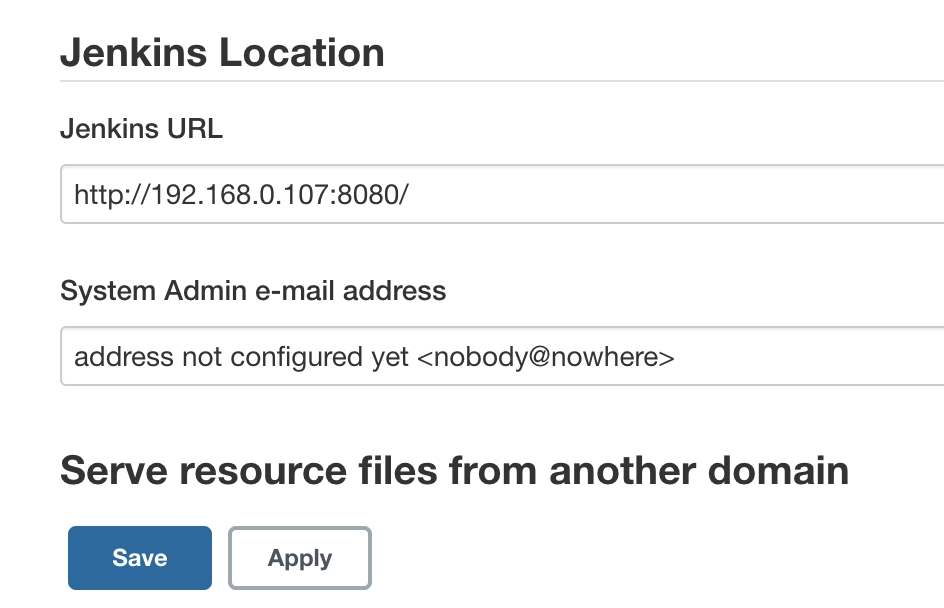 Jenkins Location
Jenkins URL
http://192.168.0.107:8080/
System Admin e-mail address
address not configured yet <nobody@nowhere>
Serve resource files from another domain
Save
Apply